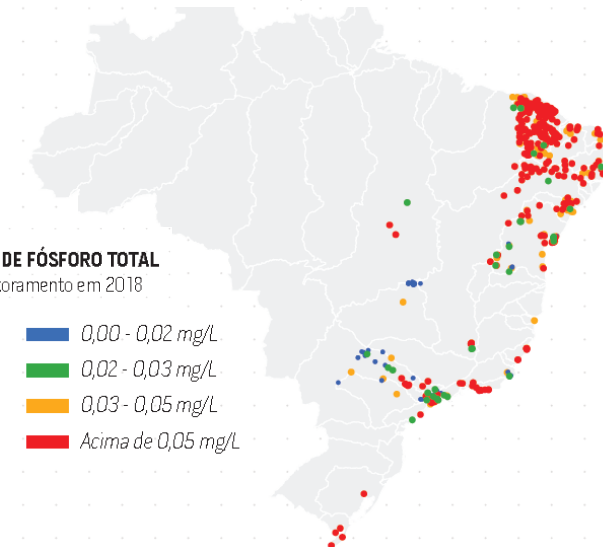 DE FÓSFORO TOTAL
oramento em 2018
0,00 - 0,02 mg/L
0,02 - 0,03 mg/L
0,03 - 0,05 mg/L
Acima de 0,05 mg/L